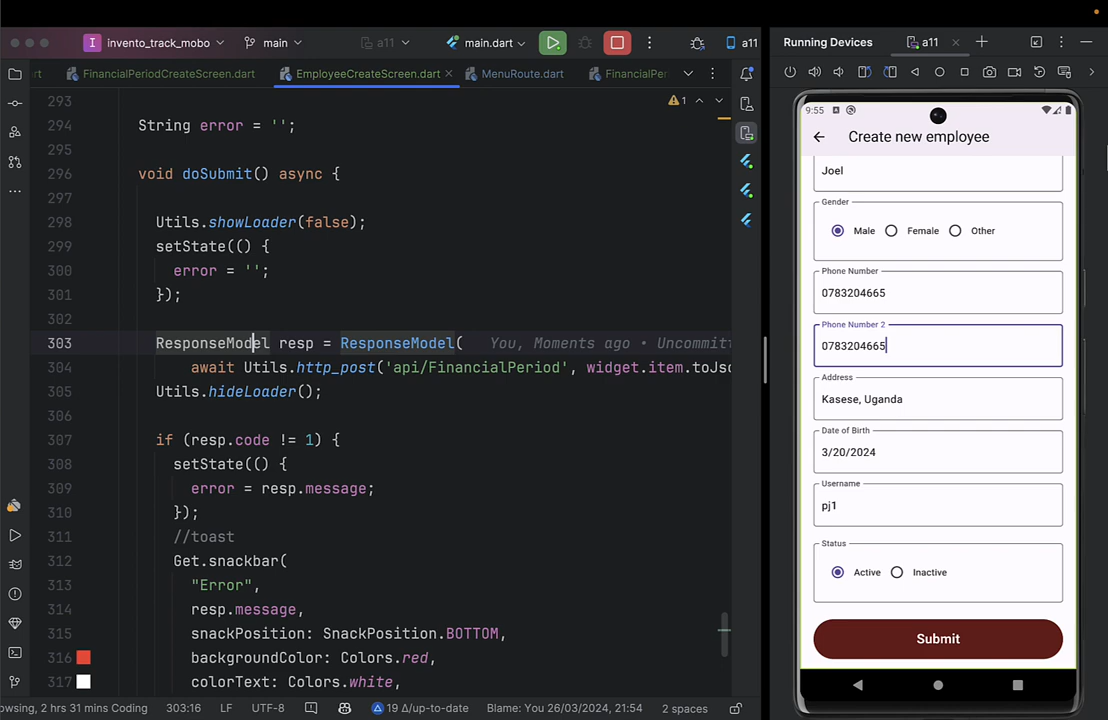 I invento_track_mobo main a11 main.dart a11
Running Devices a11
rt FinancialPeriodCreateScreen.dart EmployeeCreateScreen.dart MenuRoute.dart FinancialPer
293
294 String error = '';
295
296 void doSubmit() async {
297
298 Utils.showLoader(false);
299 setState(() {
300 error = '';
301 });
302
303 ResponseModel resp = ResponseModel( You, Moments ago • Uncommitt
304 await Utils.http_post('api/FinancialPeriod', widget.item.toJso
305 Utils.hideLoader();
306
307 if (resp.code != 1) {
308 setState(() {
309 error = resp.message;
310 });
311 //toast
312 Get.snackbar(
313 "Error",
314 resp.message,
315 snackPosition: SnackPosition.BOTTOM,
316 backgroundColor: Colors.red,
317 colorText: Colors.white,
1
owsing, 2 hrs 31 mins Coding 303:16 LF UTF-8 19 Δ/up-to-date Blame: You 26/03/2024, 21:54 2 spaces
9:55
Create new employee
Joel
Gender
Male Female Other
Phone Number
0783204665
Phone Number 2
0783204665
Address
Kasese, Uganda
Date of Birth
3/20/2024
Username
pj1
Status
Active Inactive
Submit